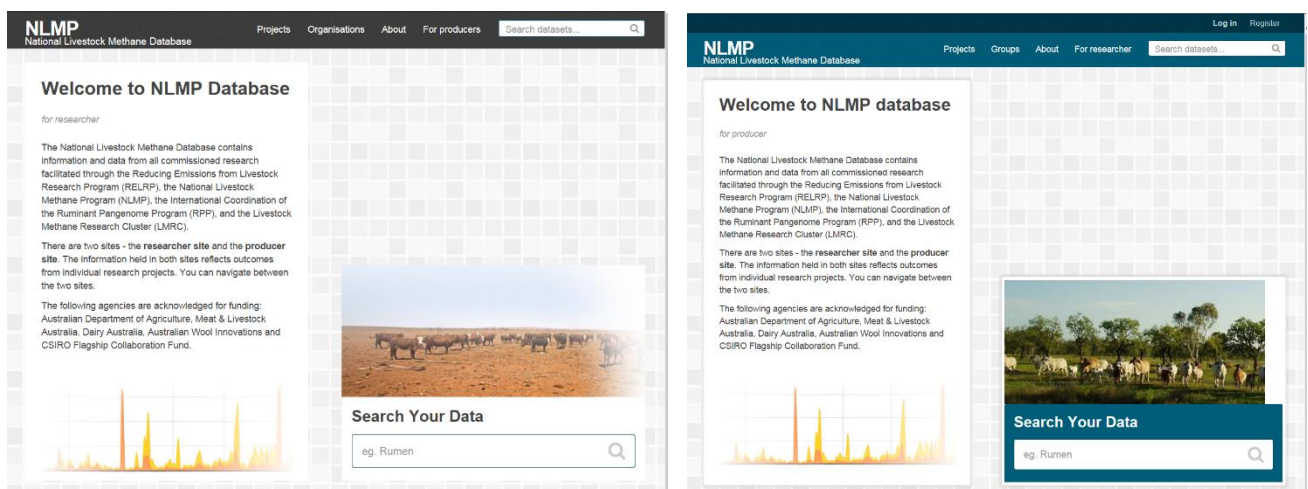 NLMP
National Livestock Methane Database
Projects Organisations About For producers Search datasets...
Welcome to NLMP Database
for researcher
The National Livestock Methane Database contains
information and data from all commissioned research
facilitated through the Reducing Emissions from Livestock
Research Program (RELRP), the National Livestock
Methane Program (NLMP), the International Coordination of
the Ruminant Pangenome Program (RPP), and the Livestock
Methane Research Cluster (LMRC).
There are two sites - the researcher site and the producer
site. The information held in both sites reflects outcomes
from individual research projects. You can navigate between
the two sites.
The following agencies are acknowledged for funding:
Australian Department of Agriculture, Meat & Livestock
Australia, Dairy Australia, Australian Wool Innovations and
CSIRO Flagship Collaboration Fund.
Search Your Data
eg. Rumen
Log in Register
NLMP
National Livestock Methane Database
Projects Groups About For researcher Search datasets...
Welcome to NLMP database
for producer
The National Livestock Methane Database contains
information and data from all commissioned research
facilitated through the Reducing Emissions from Livestock
Research Program (RELRP), the National Livestock
Methane Program (NLMP), the International Coordination of
the Ruminant Pangenome Program (RPP), and the Livestock
Methane Research Cluster (LMRC).
There are two sites - the researcher site and the producer
site. The information held in both sites reflects outcomes
from individual research projects. You can navigate between
the two sites.
The following agencies are acknowledged for funding:
Australian Department of Agriculture, Meat & Livestock
Australia, Dairy Australia, Australian Wool Innovations and
CSIRO Flagship Collaboration Fund.
Search Your Data
eg. Rumen